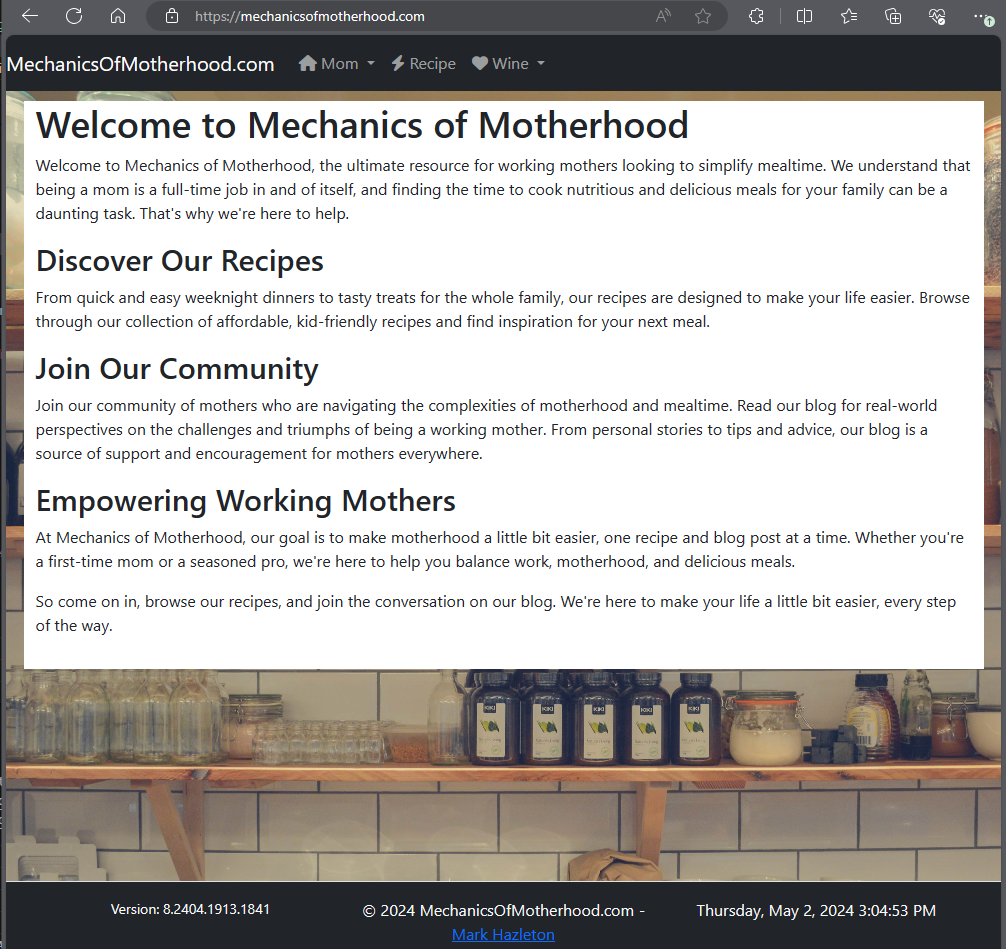 https://mechanicsofmotherhood.com
MechanicsOfMotherhood.com Mom Recipe Wine
Welcome to Mechanics of Motherhood
Welcome to Mechanics of Motherhood, the ultimate resource for working mothers looking to simplify mealtime. We understand that
being a mom is a full-time job in and of itself, and finding the time to cook nutritious and delicious meals for your family can be a
daunting task. That's why we're here to help.
Discover Our Recipes
From quick and easy weeknight dinners to tasty treats for the whole family, our recipes are designed to make your life easier. Browse
through our collection of affordable, kid-friendly recipes and find inspiration for your next meal.
Join Our Community
Join our community of mothers who are navigating the complexities of motherhood and mealtime. Read our blog for real-world
perspectives on the challenges and triumphs of being a working mother. From personal stories to tips and advice, our blog is a
source of support and encouragement for mothers everywhere.
Empowering Working Mothers
At Mechanics of Motherhood, our goal is to make motherhood a little bit easier, one recipe and blog post at a time. Whether you're
a first-time mom or a seasoned pro, we're here to help you balance work, motherhood, and delicious meals.
So come on in, browse our recipes, and join the conversation on our blog. We're here to make your life a little bit easier, every step
of the way.
KIKI KIKI KIKI KIKI KIKI
Version: 8.2404.1913.1841
© 2024 MechanicsOfMotherhood.com -
Mark Hazleton
Thursday, May 2, 2024 3:04:53 PM